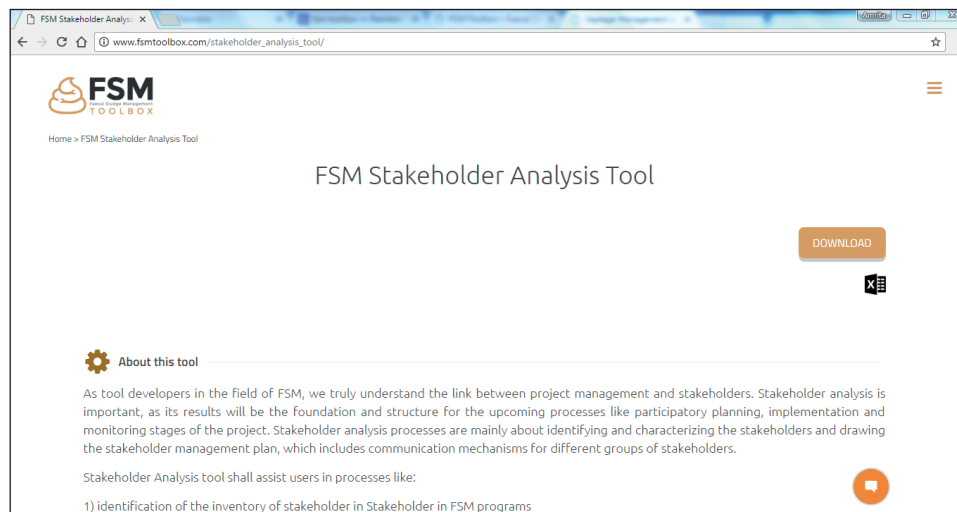 FSM Stakeholder Analysi
Amrita
www.fsmtoolbox.com/stakeholder_analysis_tool/
FSM
Faecal Sludge Management
TOOLBOX
Home > FSM Stakeholder Analysis Tool
FSM Stakeholder Analysis Tool
DOWNLOAD
About this tool
As tool developers in the field of FSM, we truly understand the link between project management and stakeholders. Stakeholder analysis is
important, as its results will be the foundation and structure for the upcoming processes like participatory planning, implementation and
monitoring stages of the project. Stakeholder analysis processes are mainly about identifying and characterizing the stakeholders and drawing
the stakeholder management plan, which includes communication mechanisms for different groups of stakeholders.
Stakeholder Analysis tool shall assist users in processes like:
1) identification of the inventory of stakeholder in Stakeholder in FSM programs